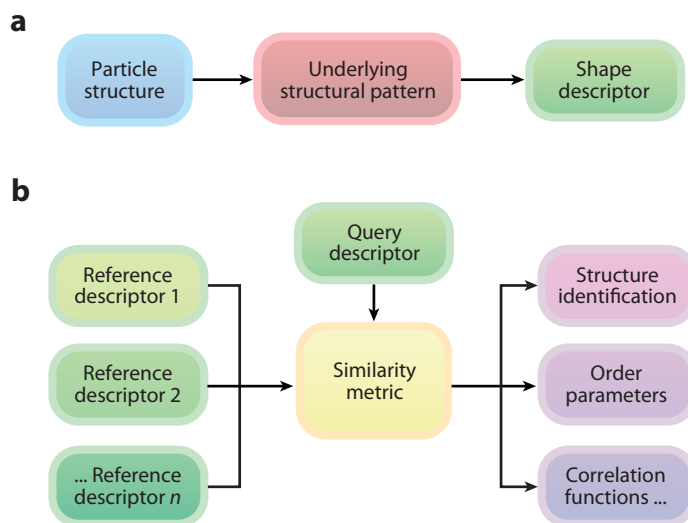 a
Particle
structure
Underlying
structural pattern
Shape
descriptor
b
Query
descriptor
Reference
descriptor 1
Reference
descriptor 2
... Reference
descriptor n
Similarity
metric
Structure
identification
Order
parameters
Correlation
functions ...